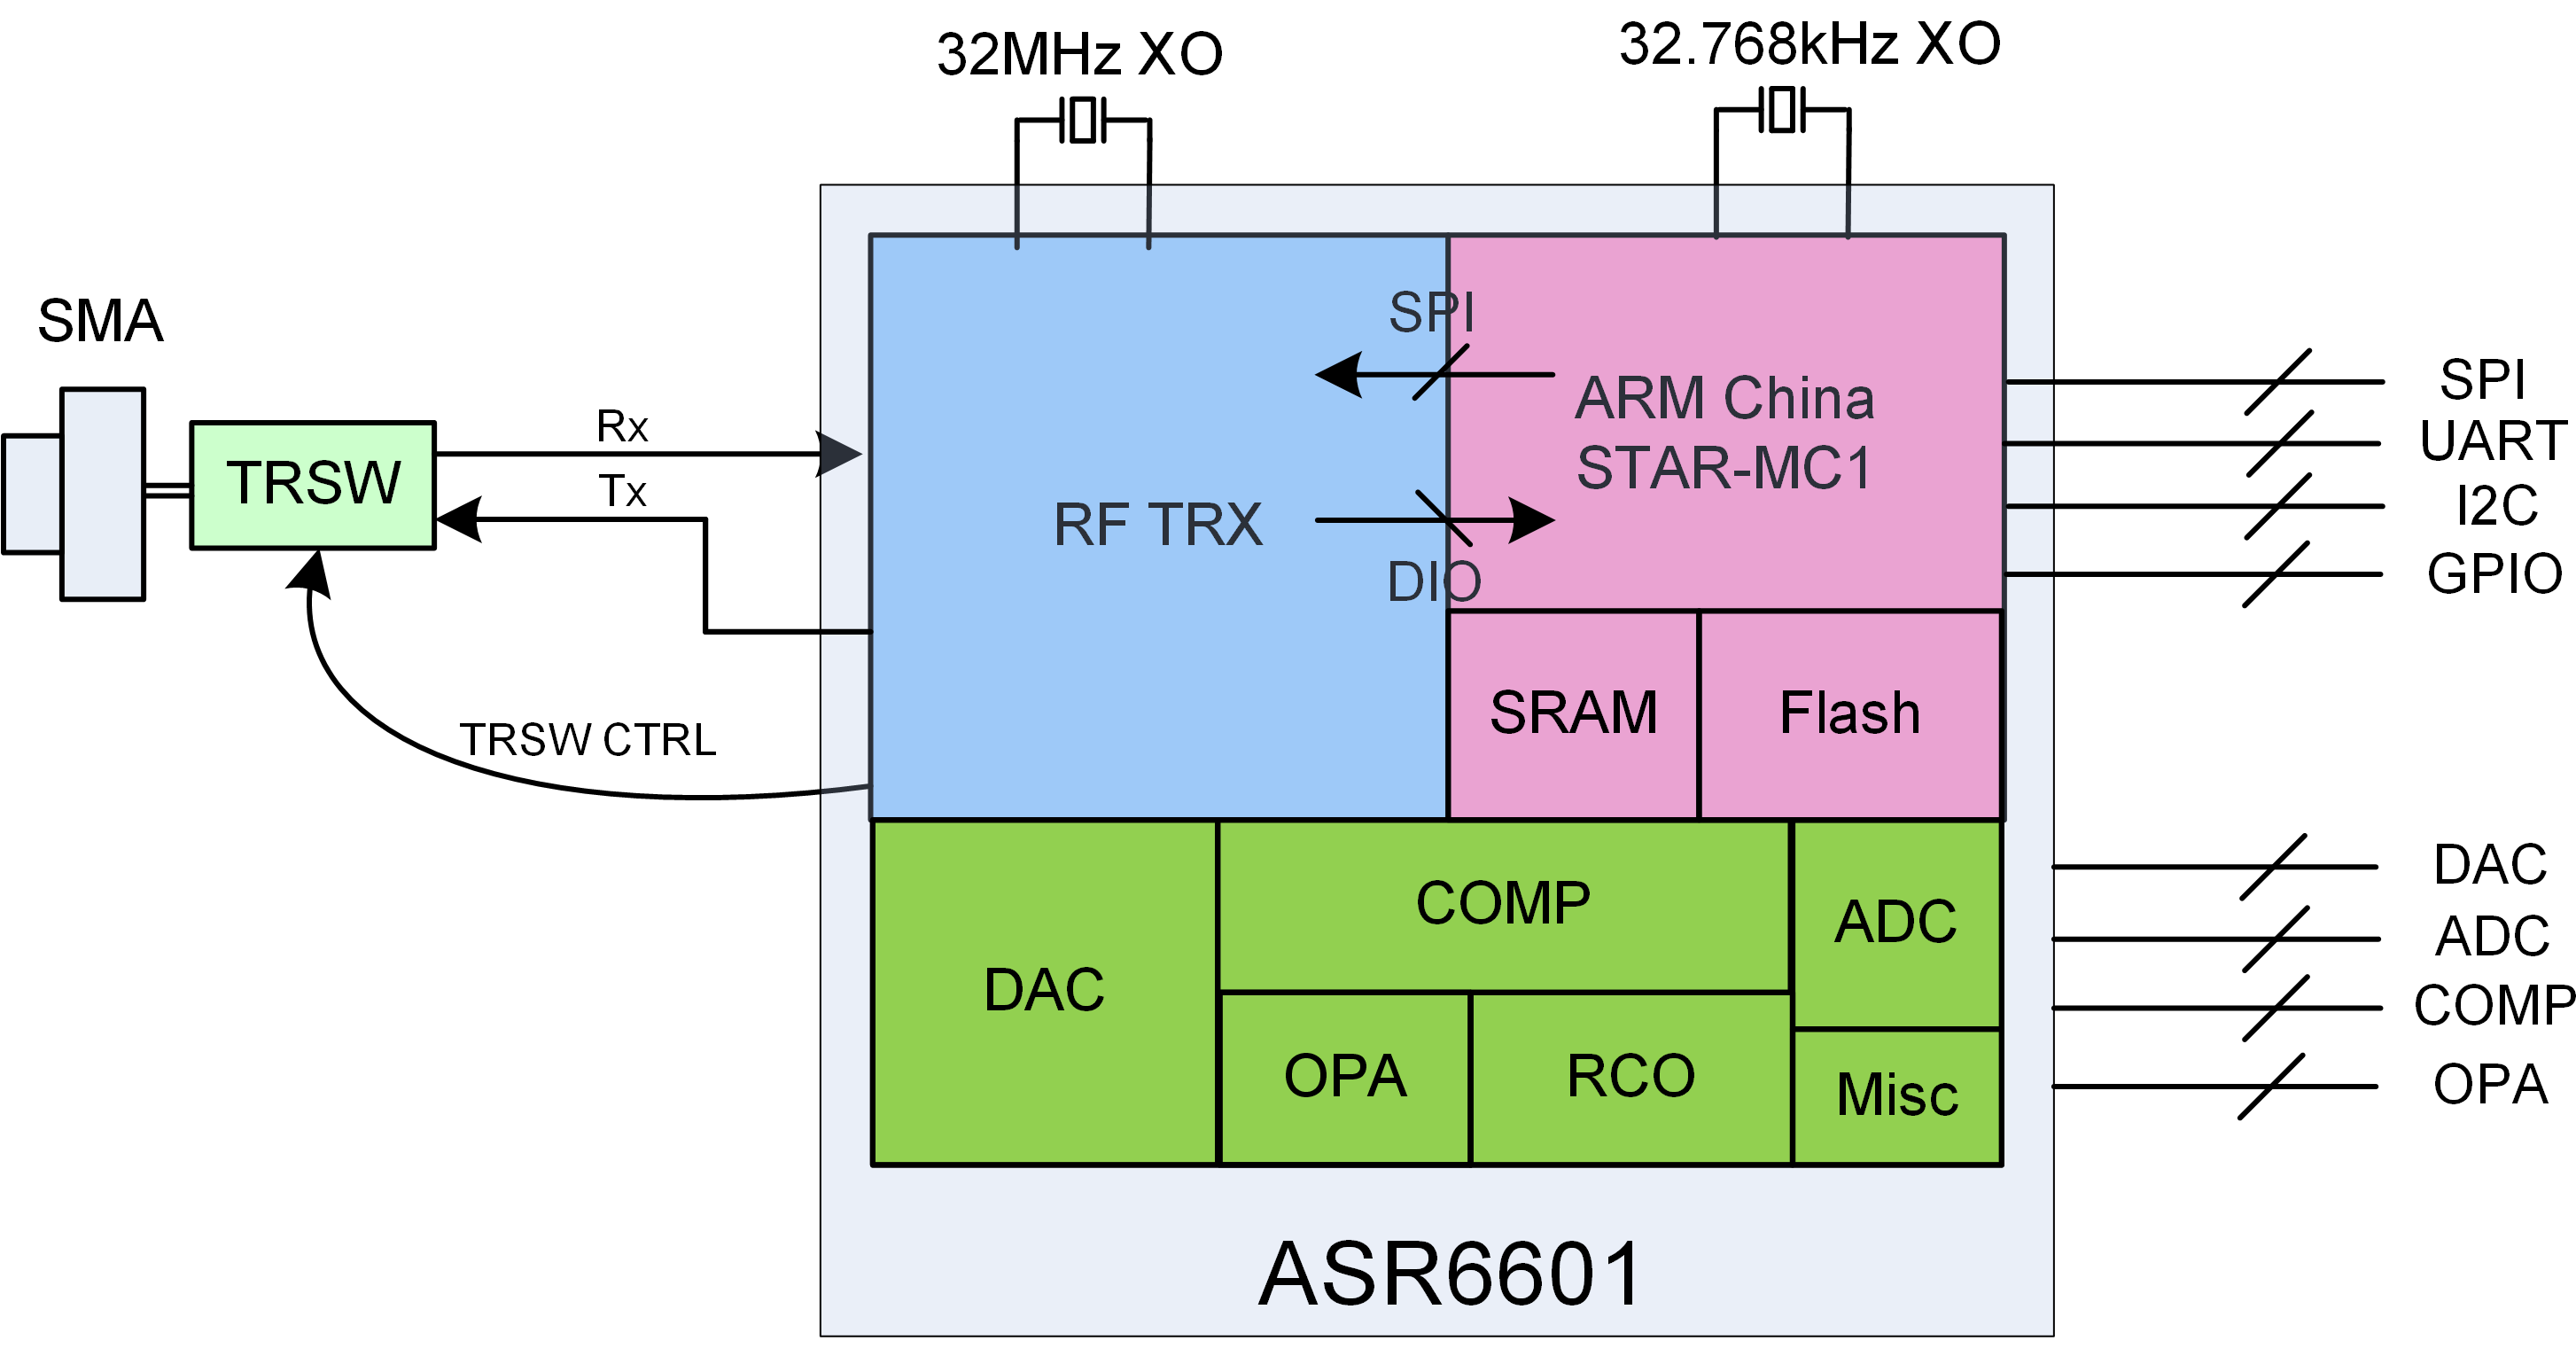 32MHz XO
32.768kHz XO
SMA
TRSW
Rx
Tx
TRSW CTRL
RF TRX
SPI
DIO
ARM China
STAR-MC1
SRAM
Flash
DAC
COMP
ADC
OPA
RCO
Misc
ASR6601
SPI
UART
I2C
GPIO
DAC
ADC
COMP
OPA